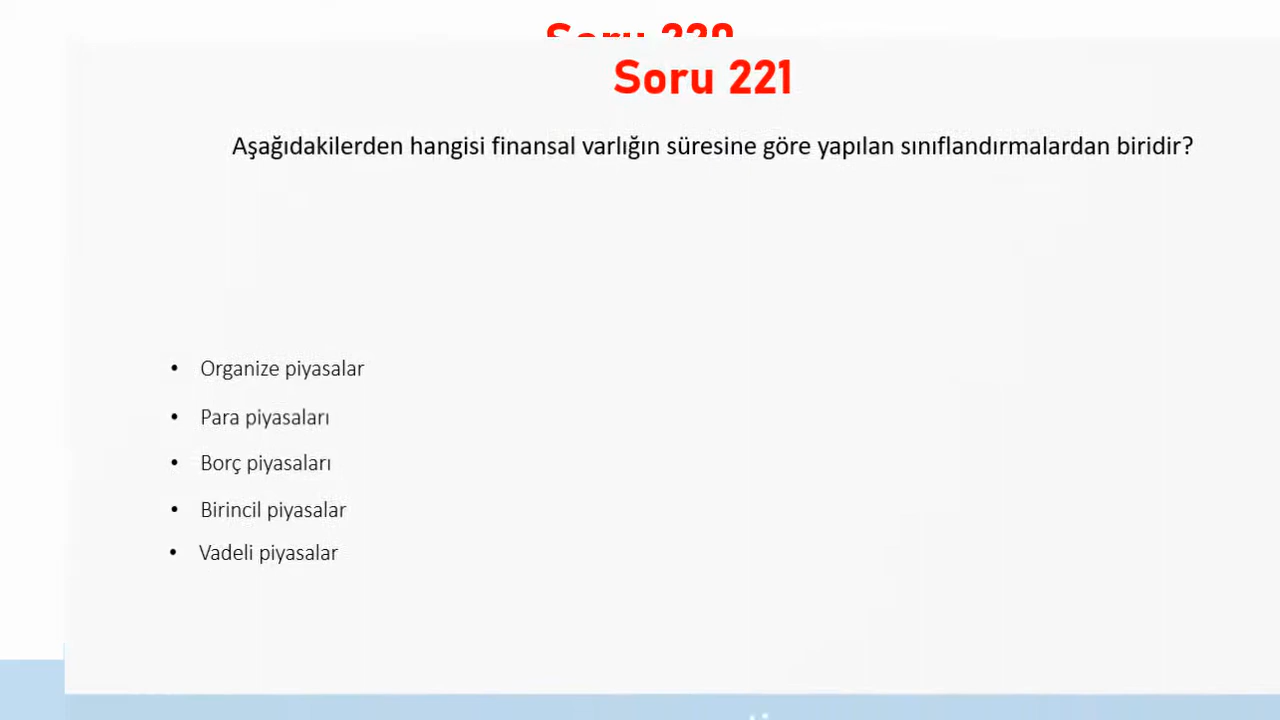 Soru 221
Aşağıdakilerden hangisi finansal varlığın süresine göre yapılan sınıflandırmalardan biridir?
• Organize piyasalar
• Para piyasaları
• Borç piyasaları
• Birincil piyasalar
• Vadeli piyasalar